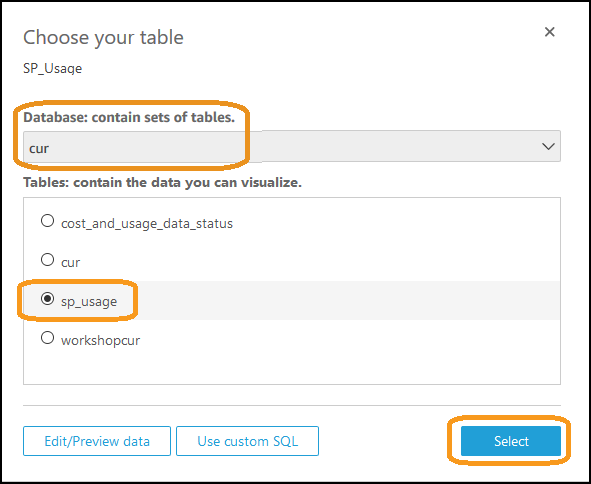 Choose your table
SP_Usage
Database: contain sets of tables.
cur
Tables: contain the data you can visualize.
cost_and_usage_data_status
cur
sp_usage
workshopcur
Edit/Preview data
Use custom SQL
Select